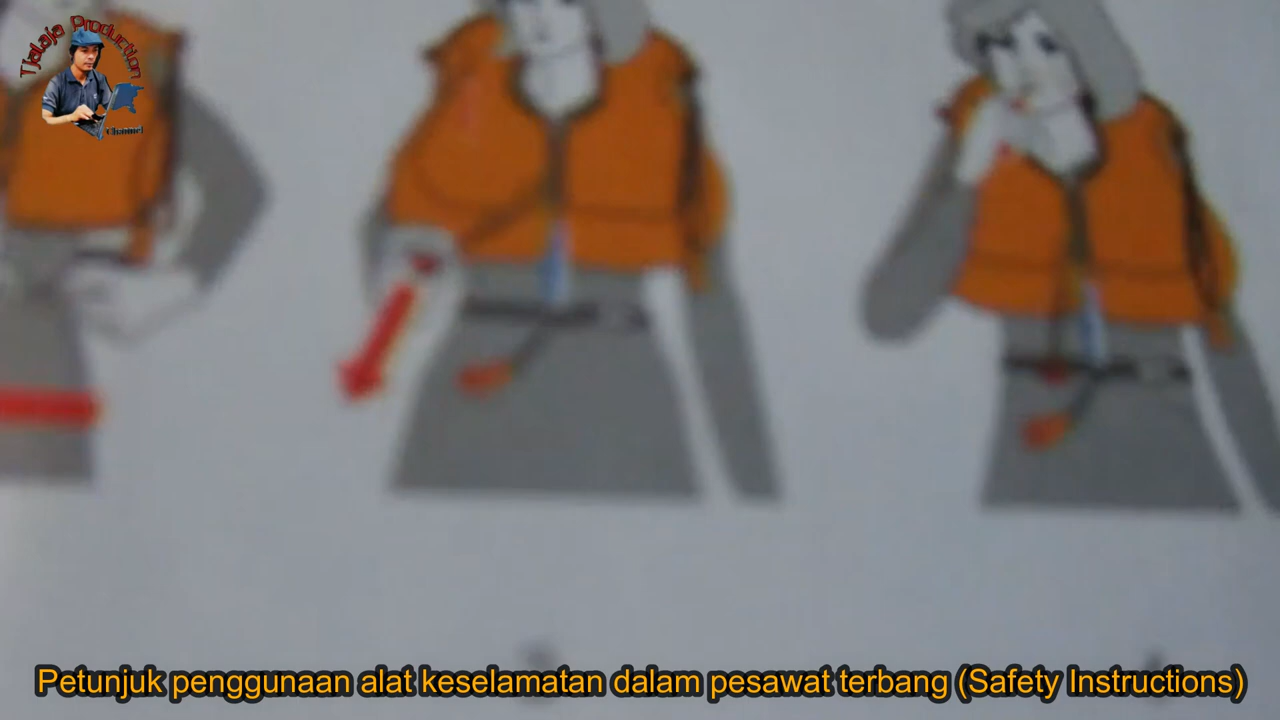 Tjalaja Production
Channel
Petunjuk penggunaan alat keselamatan dalam pesawat terbang (Safety Instructions)